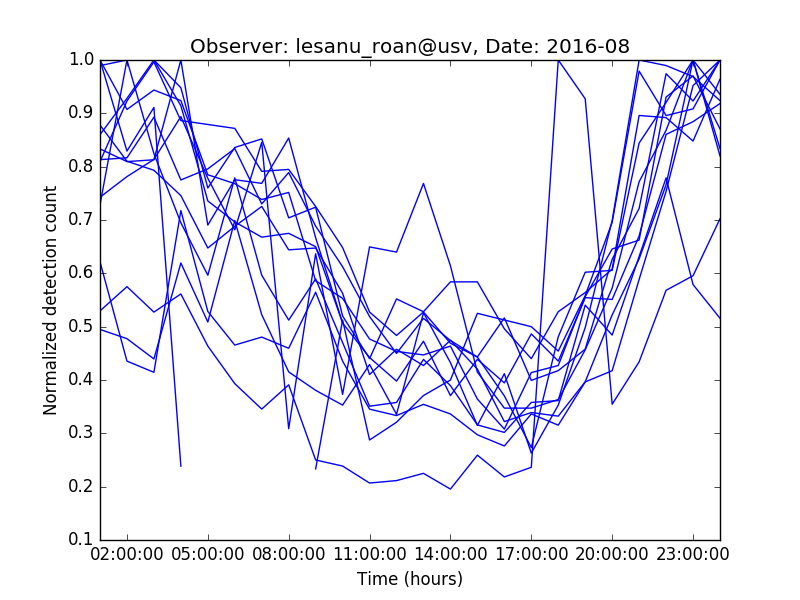 Observer: lesanu_roan@usv, Date: 2016-08
1.0
0.9
0.8
0.7
0.6
0.5
0.4
0.3
0.2
0.1
Normalized detection count
02:00:00 05:00:00 08:00:00 11:00:00 14:00:00 17:00:00 20:00:00 23:00:00
Time (hours)